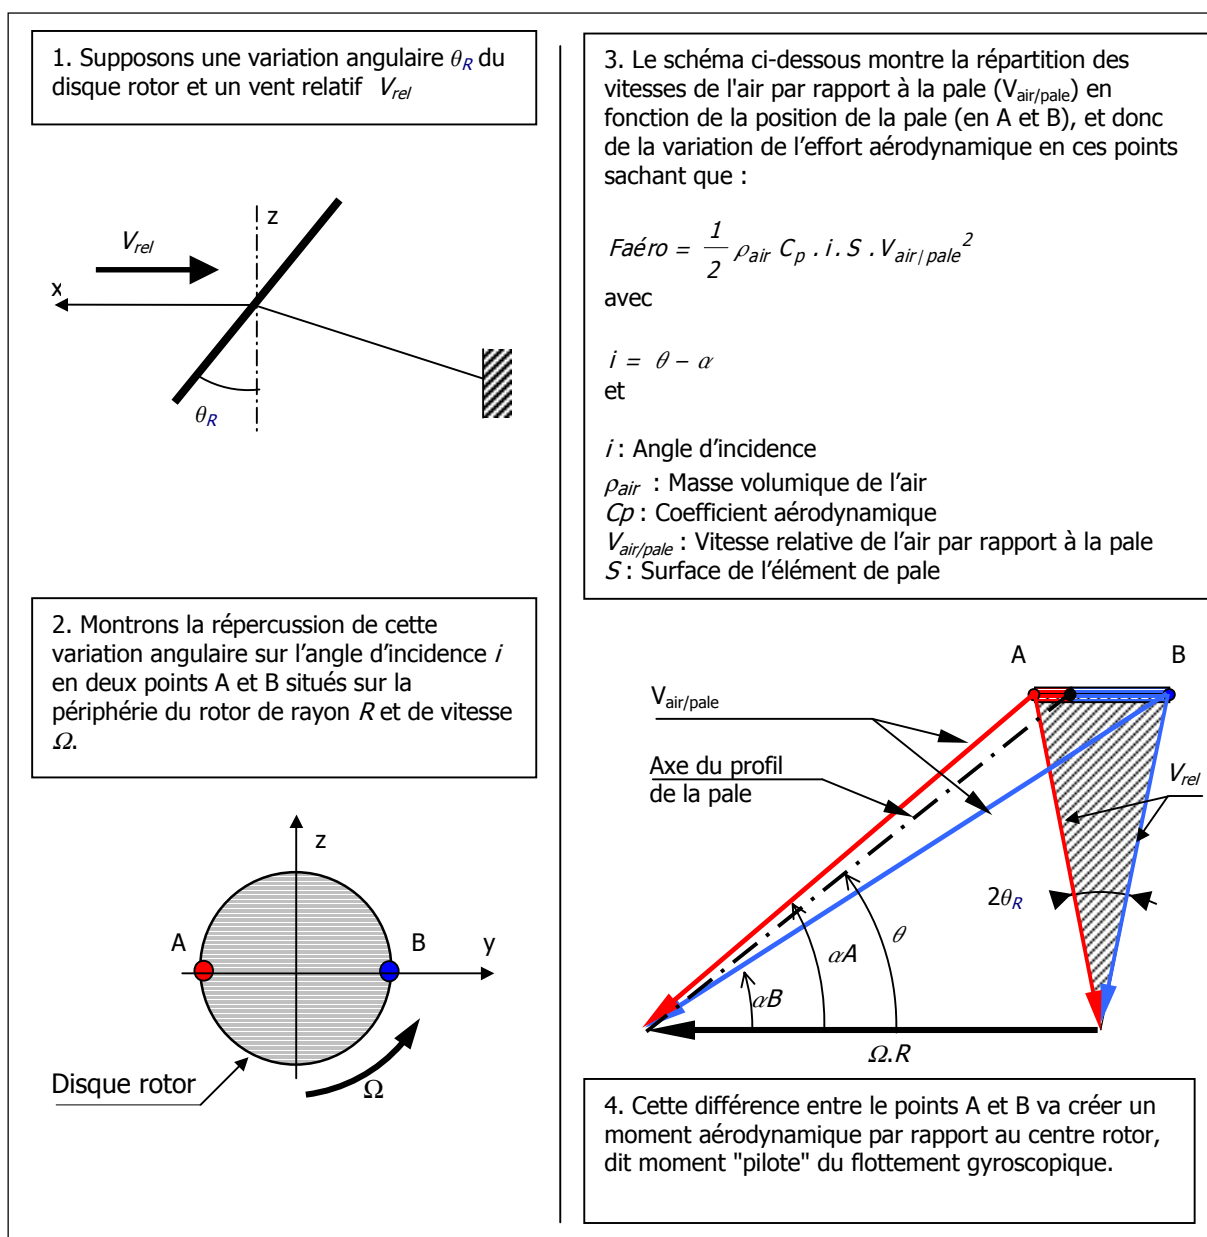 1. Supposons une variation angulaire θR du
disque rotor et un vent relatif Vrel
z
Vrel
x
θR
2. Montrons la répercussion de cette
variation angulaire sur l'angle d'incidence i
en deux points A et B situés sur la
périphérie du rotor de rayon R et de vitesse
Ω.
z
A
B
y
Disque rotor
Ω
3. Le schéma ci-dessous montre la répartition des
vitesses de l'air par rapport à la pale (Vair/pale) en
fonction de la position de la pale (en A et B), et donc
de la variation de l'effort aérodynamique en ces points
sachant que :
Faéro = 1/2 ρair Cp . i . S . Vair|pale²
avec
i = θ – α
et
i : Angle d'incidence
ρair : Masse volumique de l'air
Cp : Coefficient aérodynamique
Vair/pale : Vitesse relative de l'air par rapport à la pale
S : Surface de l'élément de pale
A
B
Vair/pale
Axe du profil
de la pale
Vrel
2θR
θ
αA
αB
Ω.R
4. Cette différence entre le points A et B va créer un
moment aérodynamique par rapport au centre rotor,
dit moment "pilote" du flottement gyroscopique.